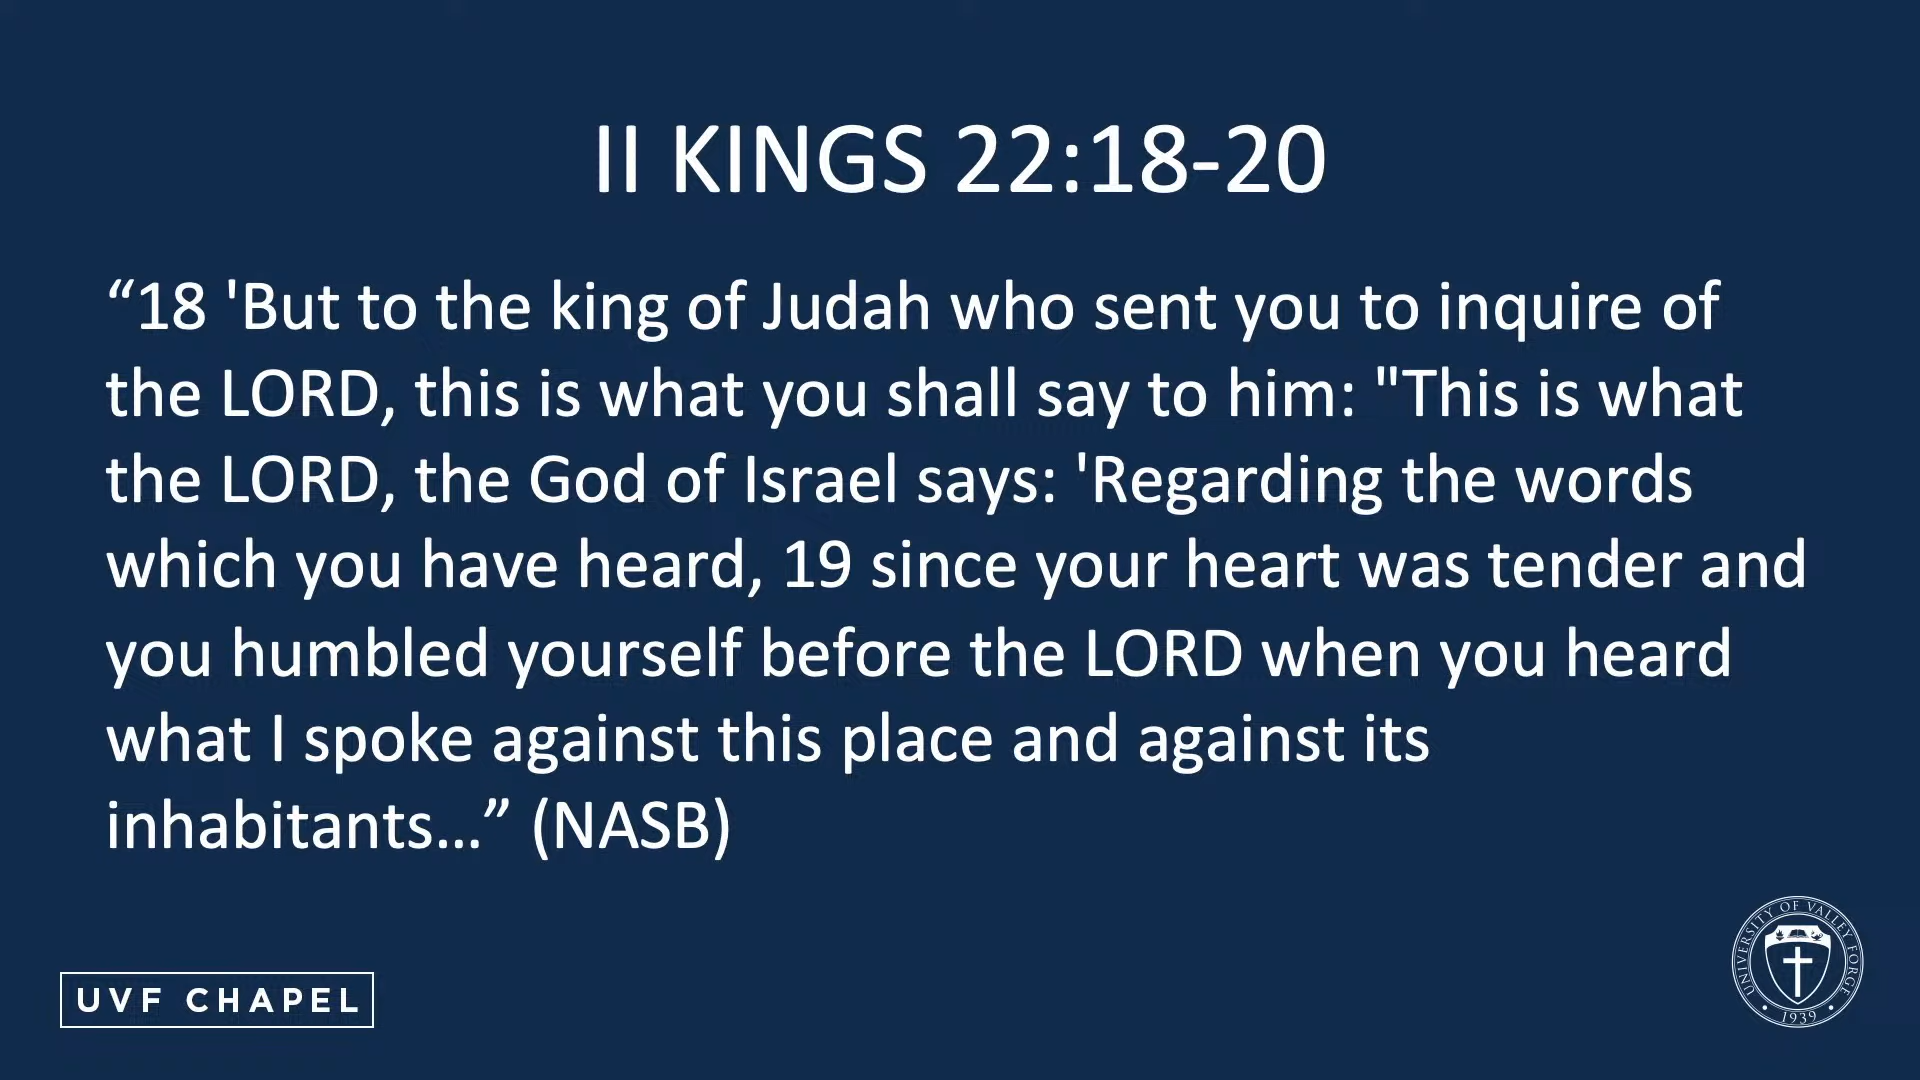 II KINGS 22:18-20
“18 'But to the king of Judah who sent you to inquire of
the LORD, this is what you shall say to him: "This is what
the LORD, the God of Israel says: 'Regarding the words
which you have heard, 19 since your heart was tender and
you humbled yourself before the LORD when you heard
what I spoke against this place and against its
inhabitants...” (NASB)
UVF CHAPEL
UNIVERSITY OF VALLEY FORGE
1939